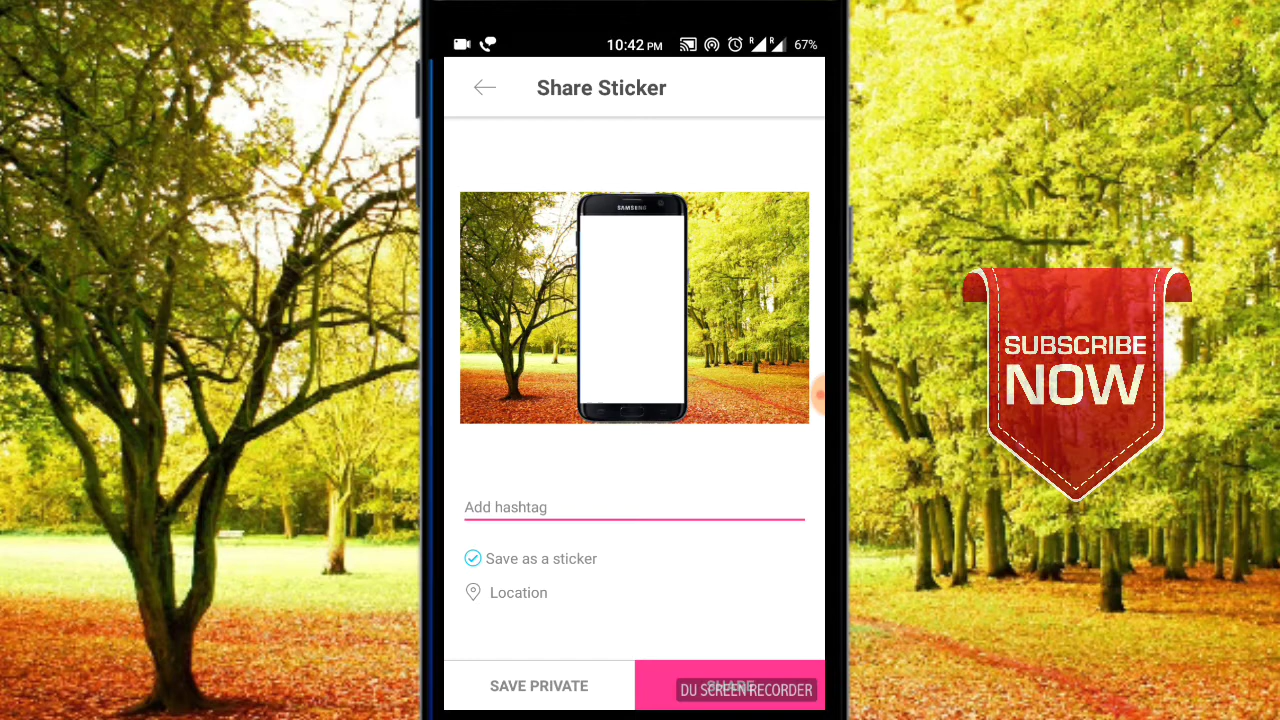 10:42 PM
R R 67%
Share Sticker
SAMSUNG
SUBSCRIBE
NOW
Add hashtag
Save as a sticker
Location
SAVE PRIVATE
SHARE
DU SCREEN RECORDER